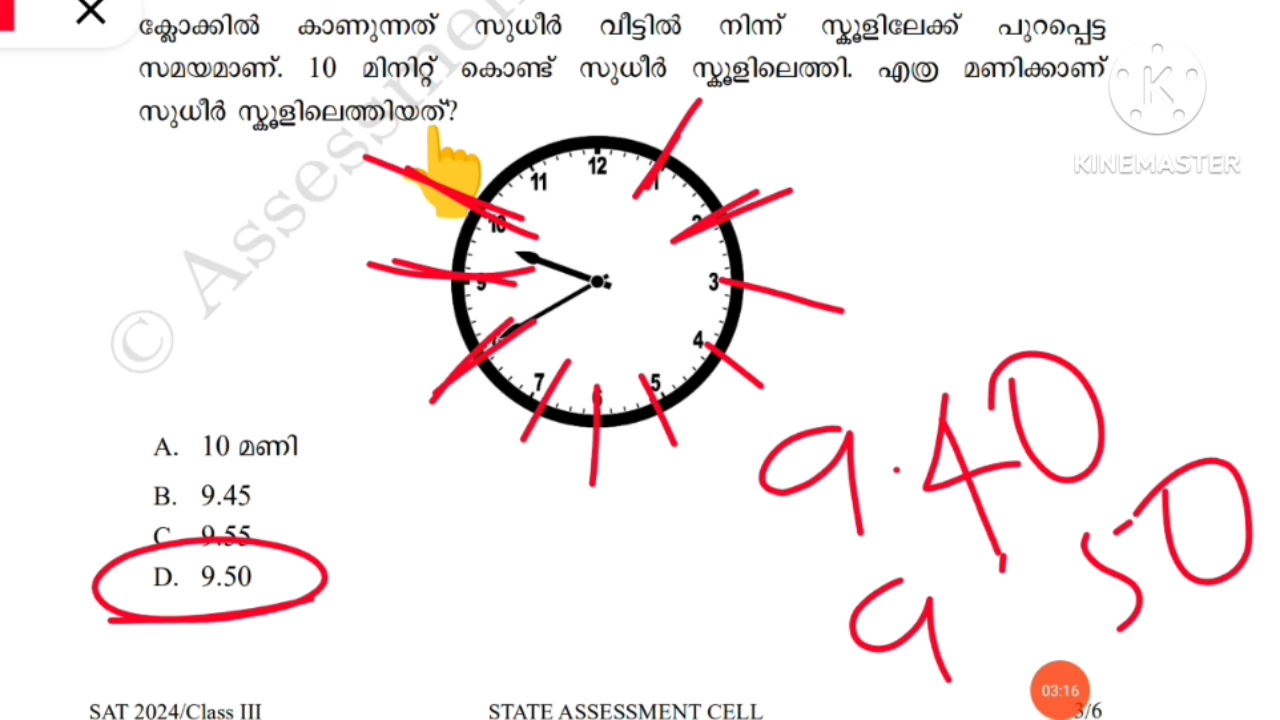 ക്ലോക്കിൽ കാണുന്നത് സുധീർ വീട്ടിൽ നിന്ന് സ്കൂളിലേക്ക് പുറപ്പെട്ട
സമയമാണ്. 10 മിനിറ്റ് കൊണ്ട് സുധീർ സ്കൂളിലെത്തി. എത്ര മണിക്കാണ്
സുധീർ സ്കൂളിലെത്തിയത്?
K
KINEMASTER
© Assessmen
12
11
1
10
2
9
3
4
7
6
5
9.40
9.50
A. 10 മണി
B. 9.45
C. 9.55
D. 9.50
03:16
SAT 2024/Class III STATE ASSESSMENT CELL 3/6